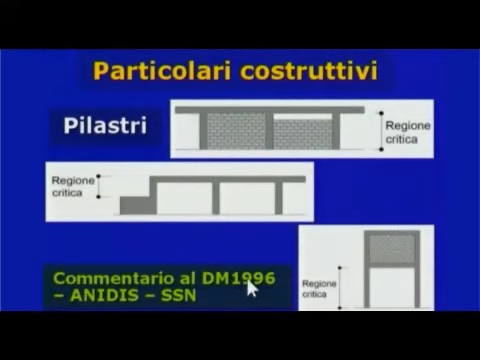 Particolari costruttivi
Pilastri
Regione
critica
Regione
critica
Regione
critica
Commentario al DM1996
– ANIDIS – SSN